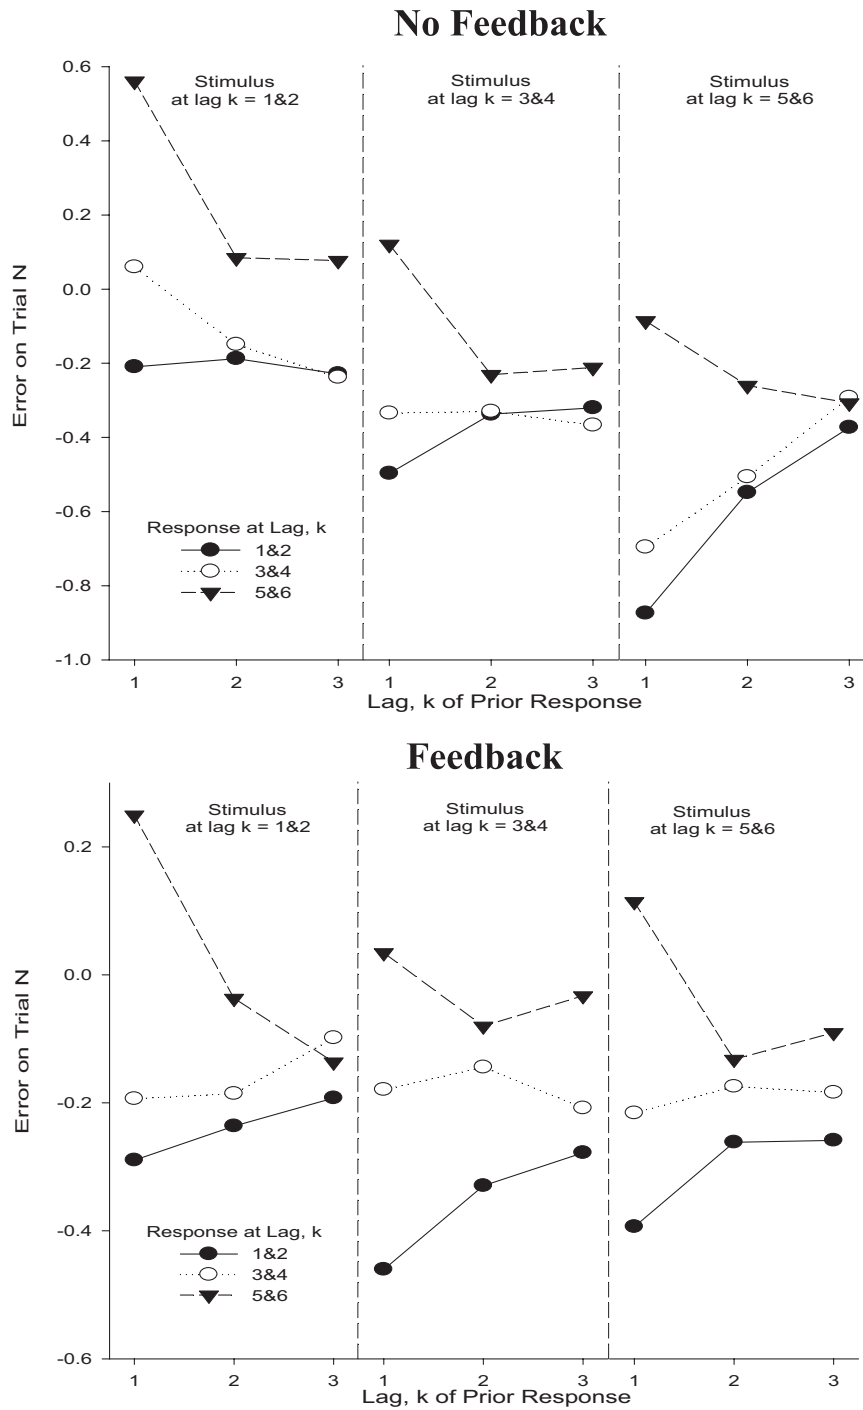 No Feedback
0.6
0.4
0.2
0.0
-0.2
-0.4
-0.6
-0.8
-1.0
Error on Trial N
Stimulus
at lag k = 1&2
Stimulus
at lag k = 3&4
Stimulus
at lag k = 5&6
Response at Lag, k
1&2
3&4
5&6
1 2 3 1 2 3 1 2 3
Lag, k of Prior Response
Feedback
0.2
0.0
-0.2
-0.4
-0.6
Error on Trial N
Stimulus
at lag k = 1&2
Stimulus
at lag k = 3&4
Stimulus
at lag k = 5&6
Response at Lag, k
1&2
3&4
5&6
1 2 3 1 2 3 1 2 3
Lag, k of Prior Response